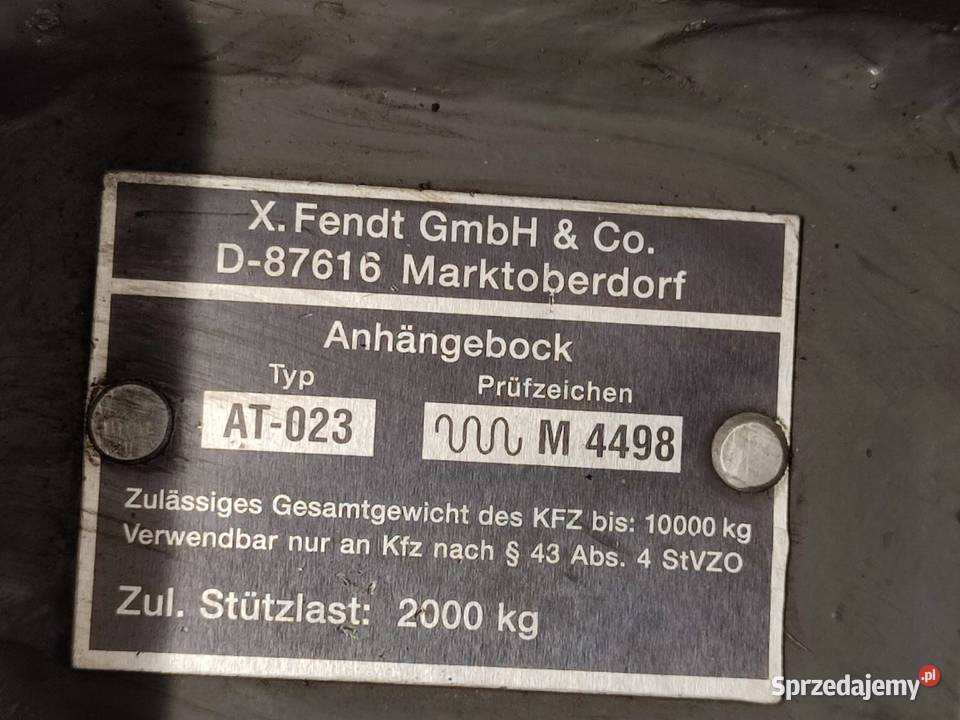 X. Fendt GmbH & Co.
D-87616 Marktoberdorf
Anhängebock
Typ
Prüfzeichen
AT-023
M 4498
Zulässiges Gesamtgewicht des KFZ bis: 10000 kg
Verwendbar nur an Kfz nach § 43 Abs. 4 StVZO
Zul. Stützlast: 2000 kg
Sprzedajemy.pl